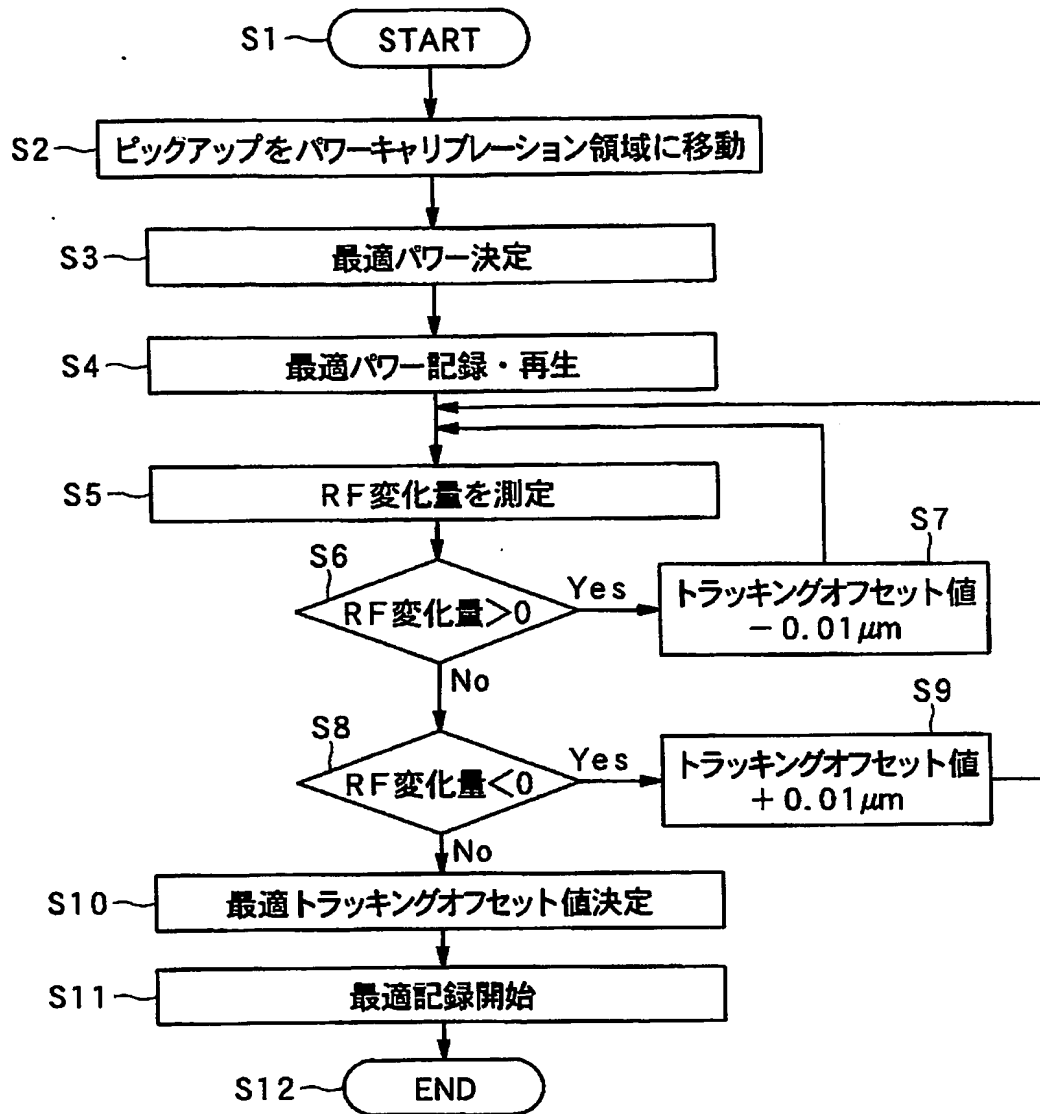 S1 START
S2 ピッグアップをパワーキャリブレーション領域に移動
S3 最適パワー決定
S4 最適パワー記録・再生
S5 RF変化量を測定
S6 RF変化量>0
Yes
S7
トラッキングオフセット値
-0.01μm
No
S8 RF変化量<0
Yes
S9
トラッキングオフセット値
+0.01μm
No
S10 最適トラッキングオフセット値決定
S11 最適記録開始
S12 END